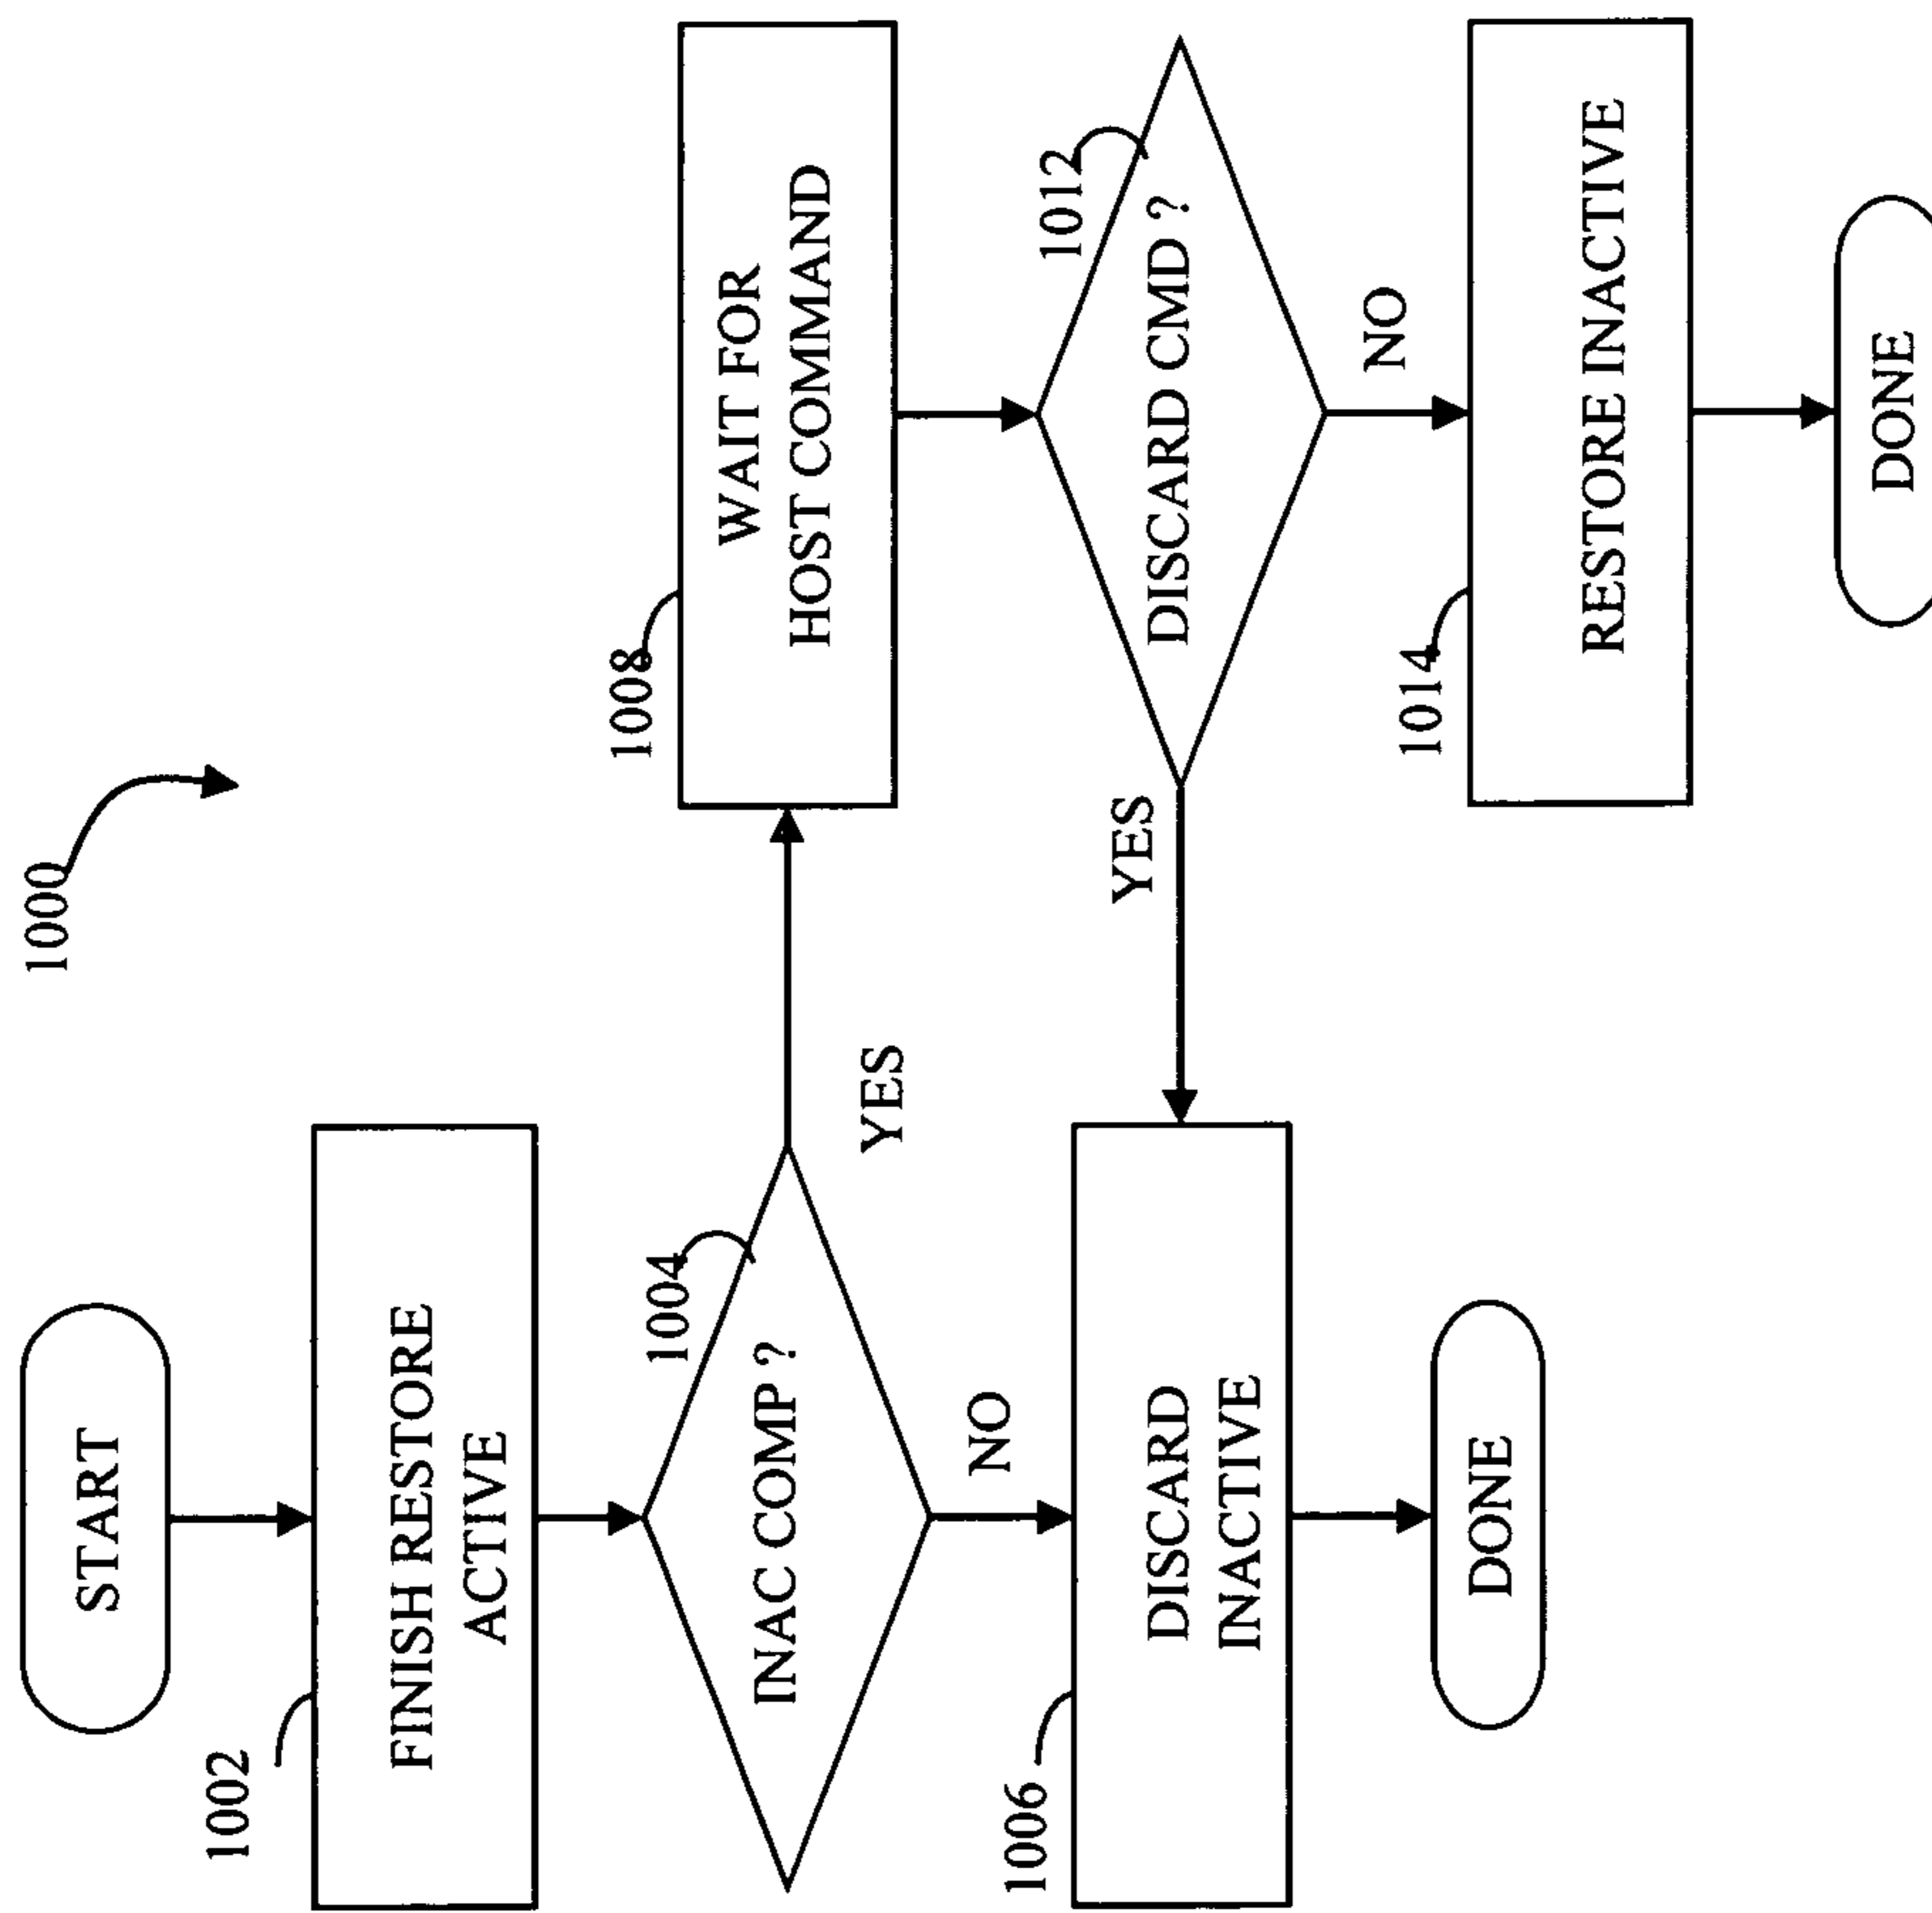 1000
START
1002
FINISH RESTORE
ACTIVE
1004
INAC COMP ?
YES
NO
1006
DISCARD
INACTIVE
DONE
1008
WAIT FOR
HOST COMMAND
1012
DISCARD CMD ?
YES
NO
1014
RESTORE INACTIVE
DONE